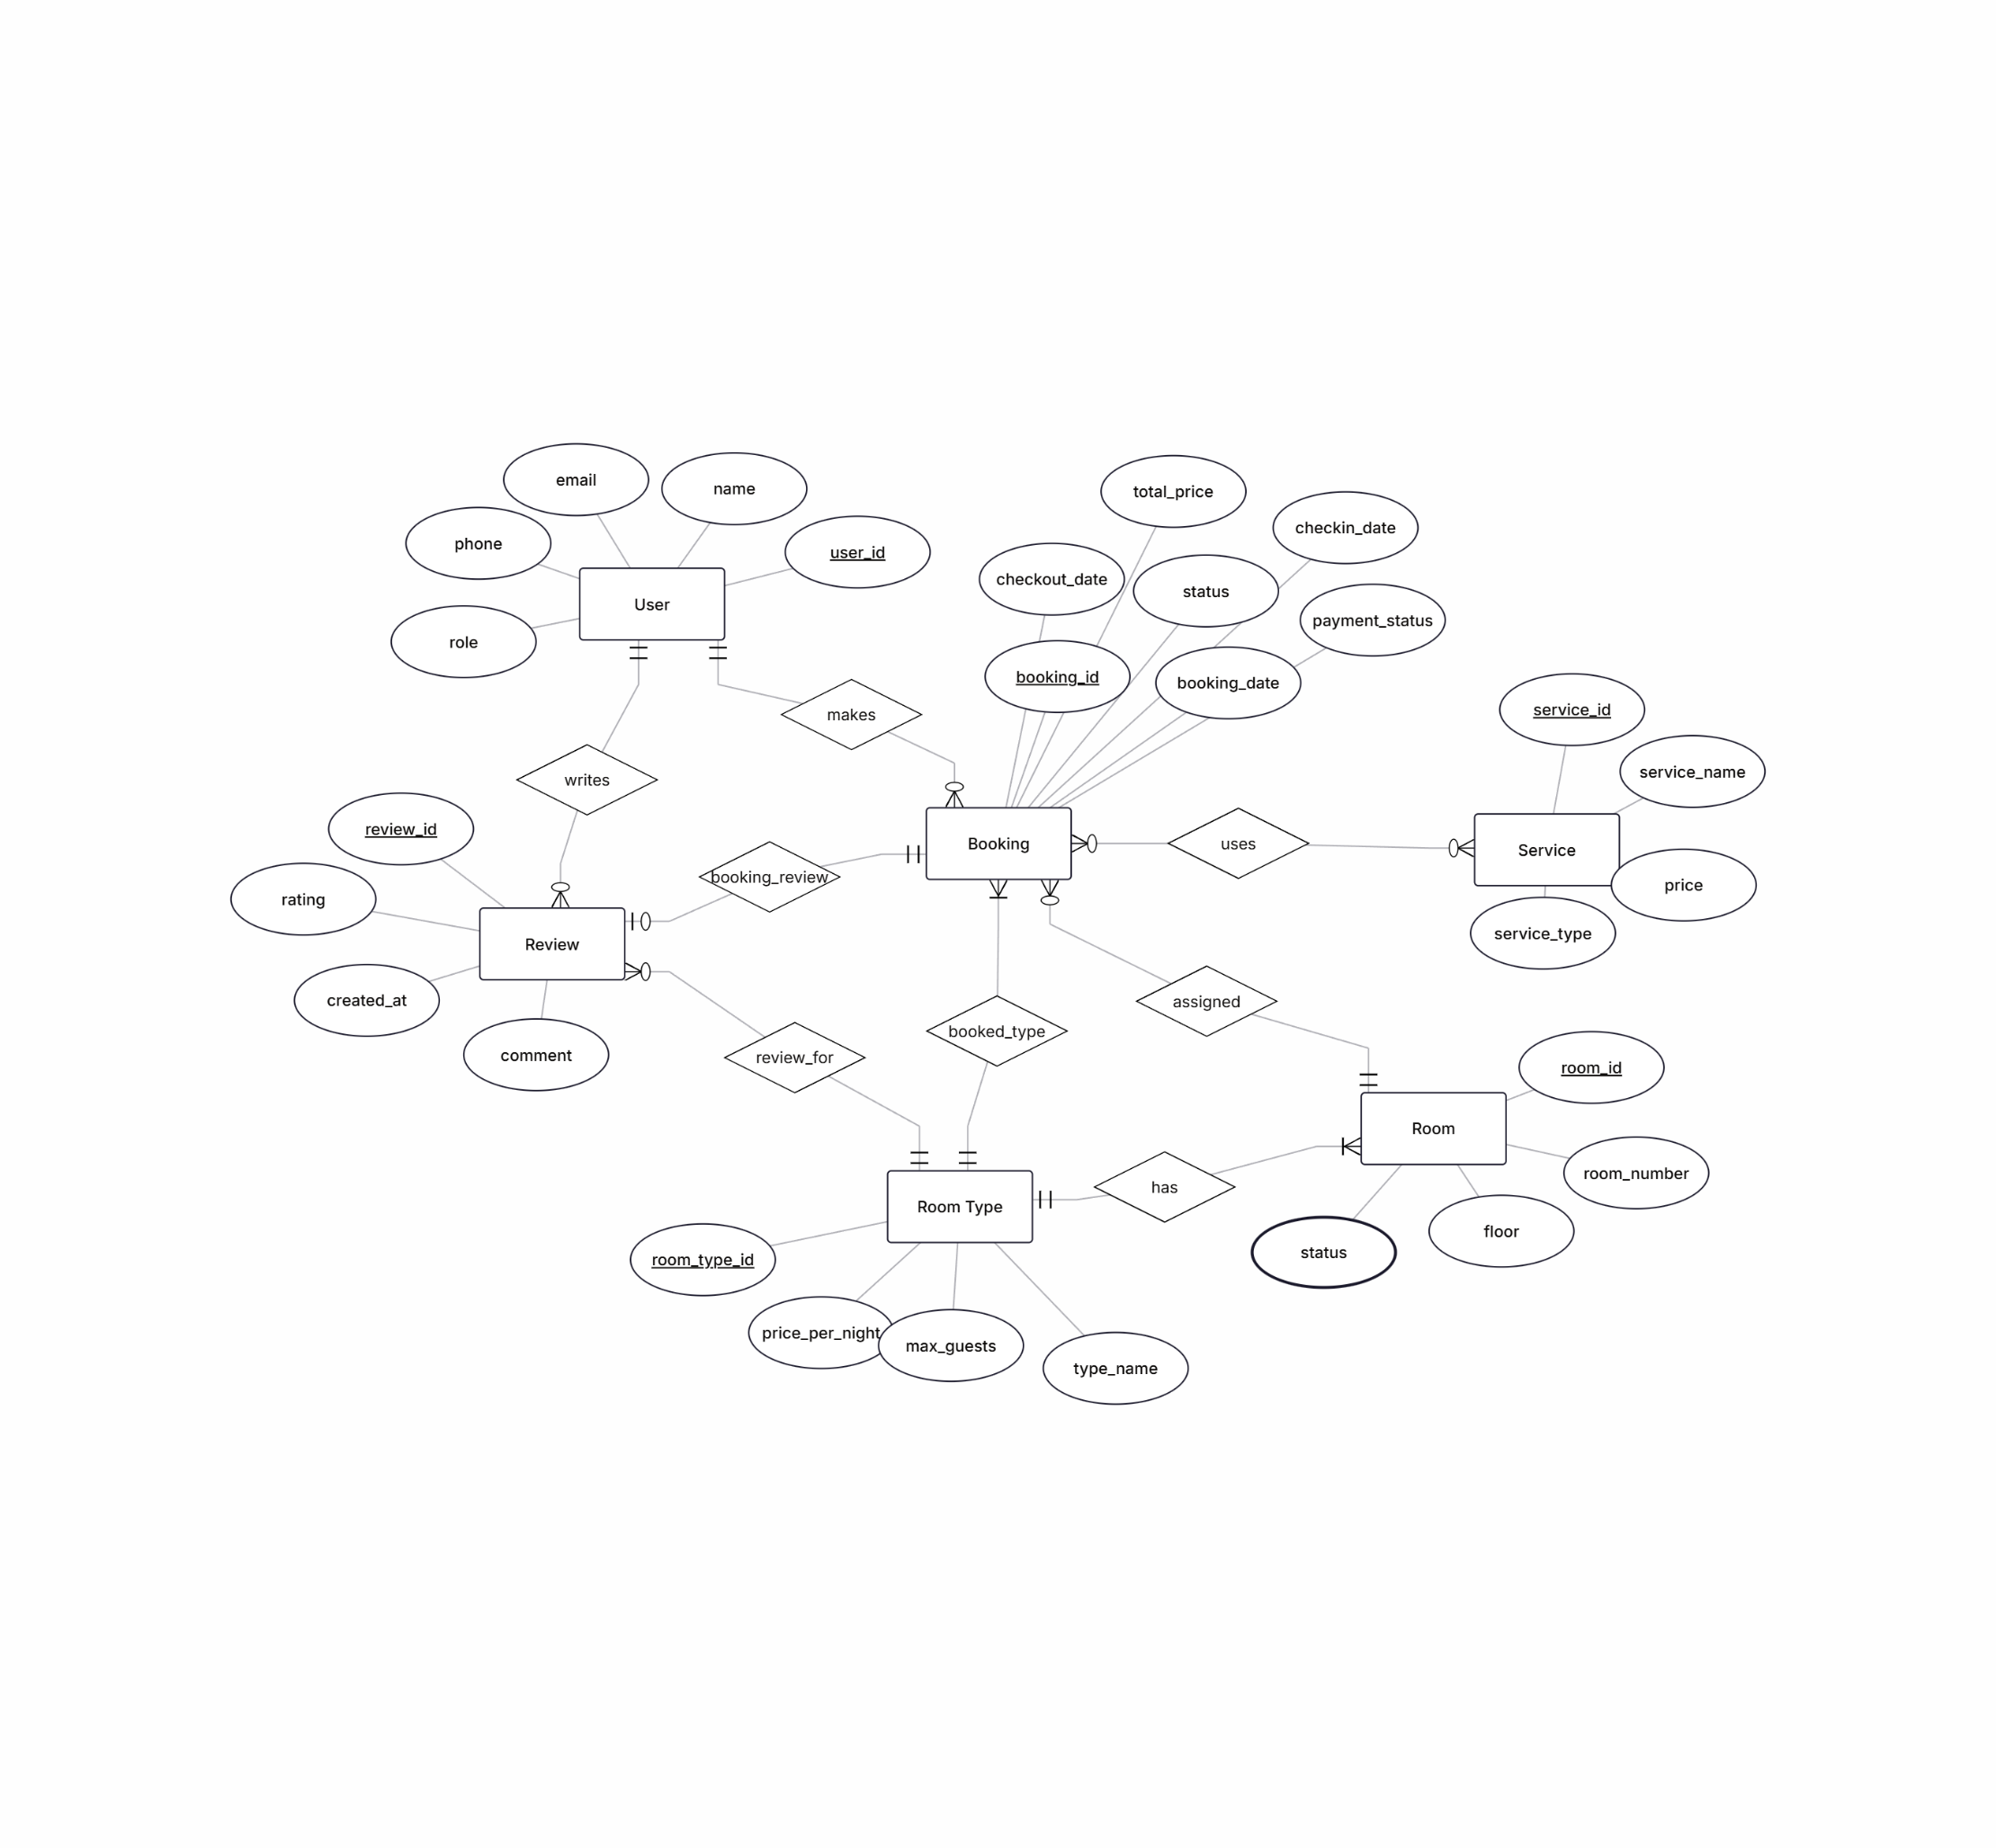 email
name
total_price
checkin_date
phone
user_id
checkout_date
status
User
payment_status
role
booking_id
booking_date
service_id
makes
service_name
writes
review_id
Booking
uses
Service
booking_review
price
rating
Review
service_type
created_at
assigned
booked_type
comment
review_for
room_id
Room
room_number
has
Room Type
floor
status
room_type_id
price_per_night
max_guests
type_name